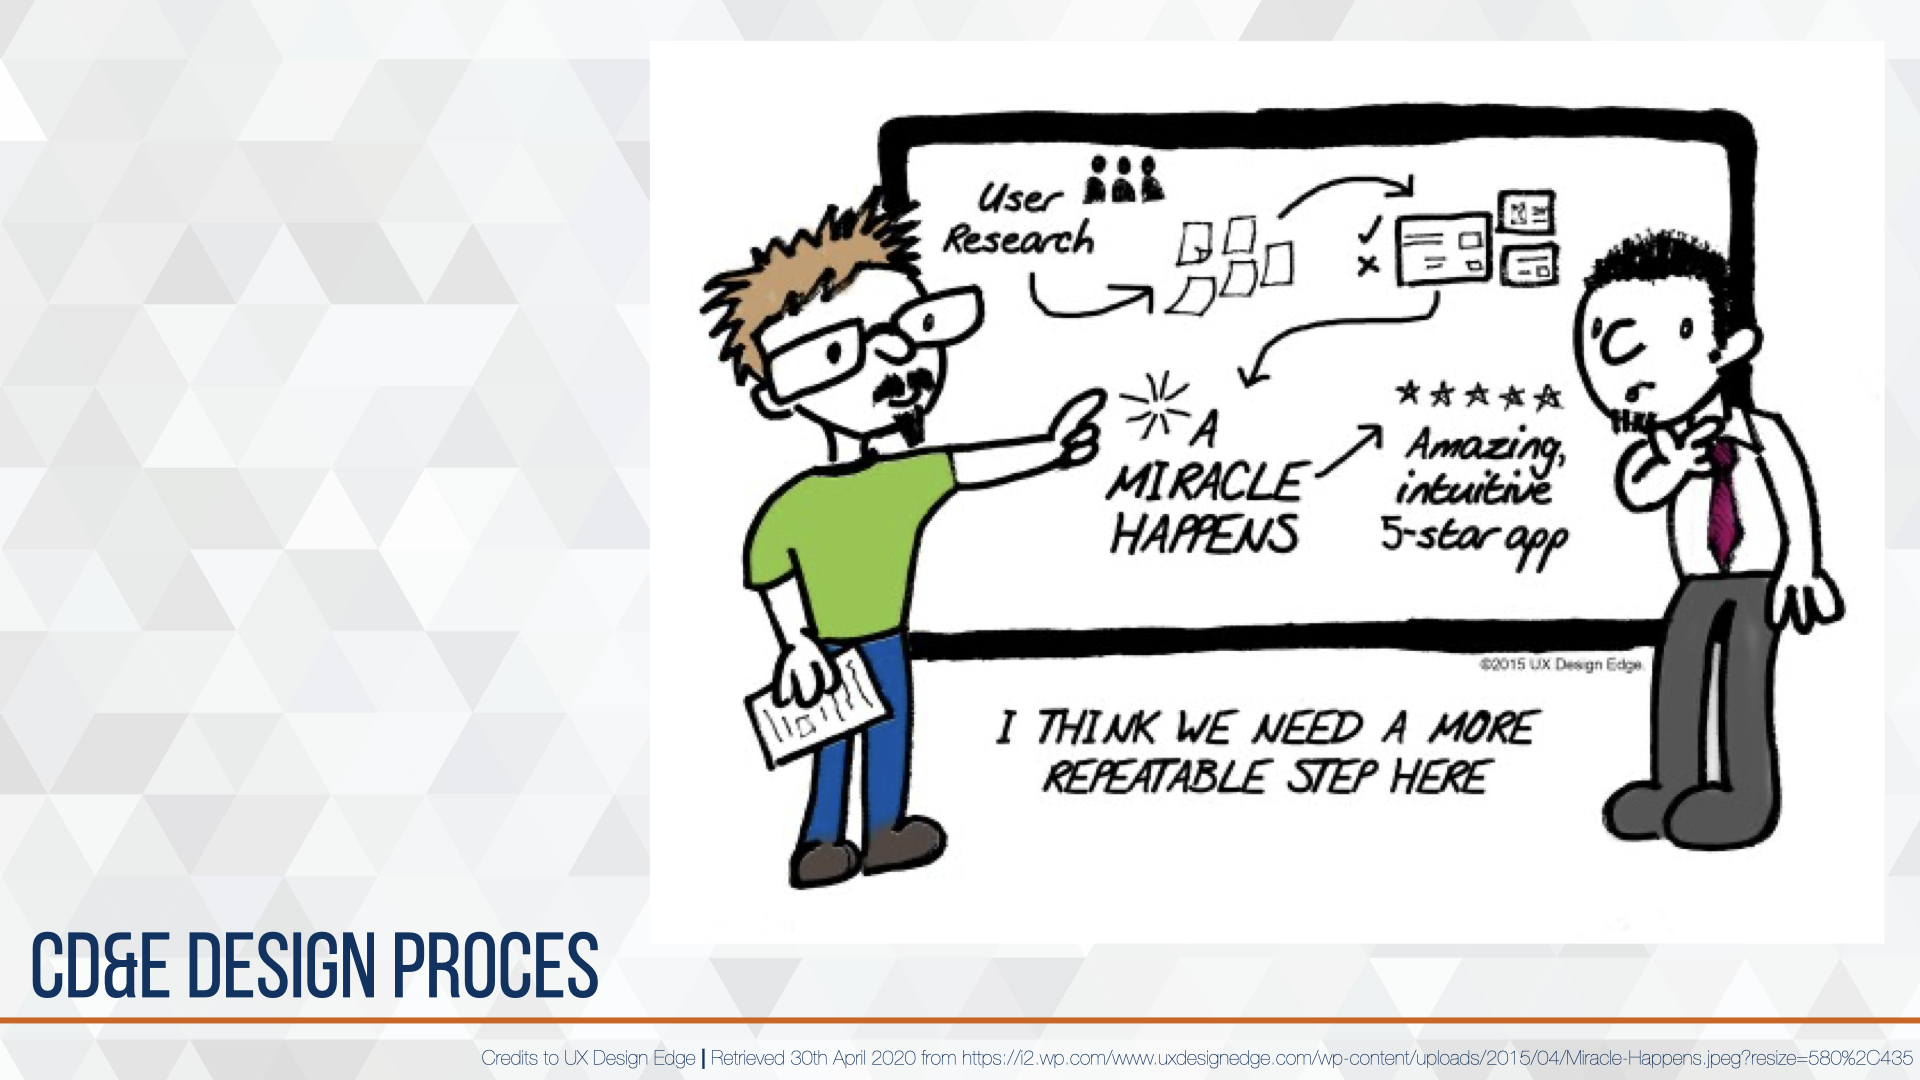 User
Research
A
MIRACLE
HAPPENS
Amazing,
intuitive
5-star app
©2015 UX Design Edge.
I THINK WE NEED A MORE
REPEATABLE STEP HERE
CD&E DESIGN PROCES
Credits to UX Design Edge | Retrieved 30th April 2020 from https://i2.wp.com/www.uxdesignedge.com/wp-content/uploads/2015/04/Miracle-Happens.jpeg?resize=580%2C435